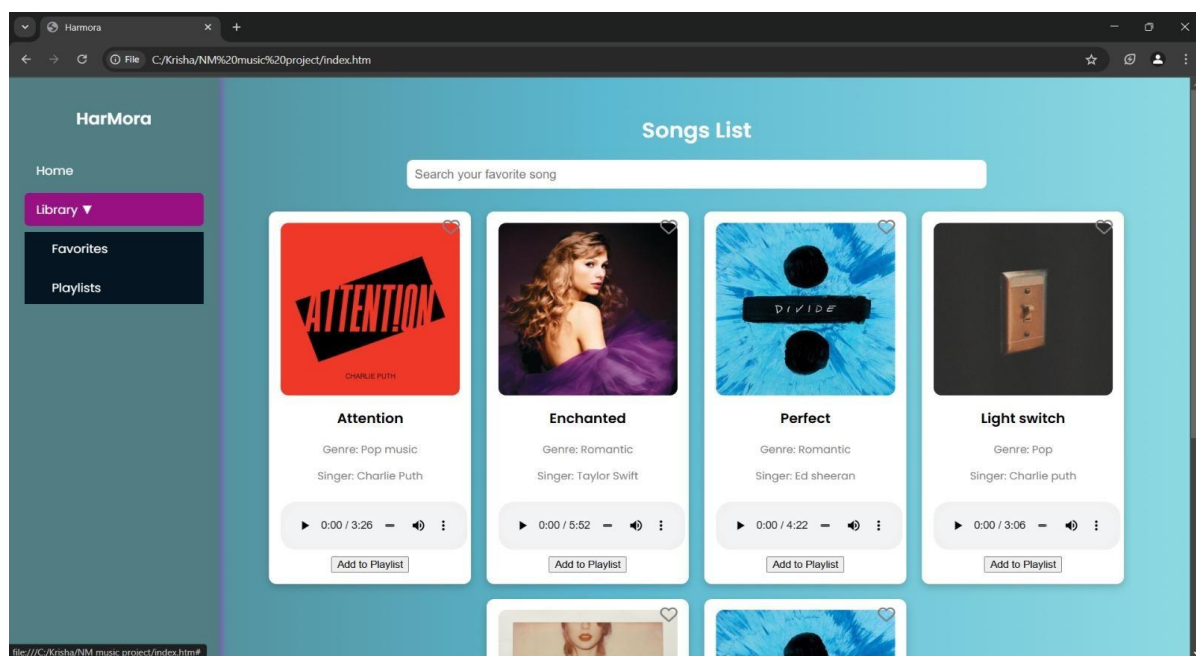 Harmora
File C:/Krisha/NM%20music%20project/index.htm
HarMora
Home
Library ▼
Favorites
Playlists
Songs List
Search your favorite song
ATTENTION
CHARLIE PUTH
Attention
Genre: Pop music
Singer: Charlie Puth
0:00 / 3:26
Add to Playlist
Enchanted
Genre: Romantic
Singer: Taylor Swift
0:00 / 5:52
Add to Playlist
DIVIDE
Perfect
Genre: Romantic
Singer: Ed sheeran
0:00 / 4:22
Add to Playlist
Light switch
Genre: Pop
Singer: Charlie puth
0:00 / 3:06
Add to Playlist
file:///C:/Krisha/NM music project/index.htm#